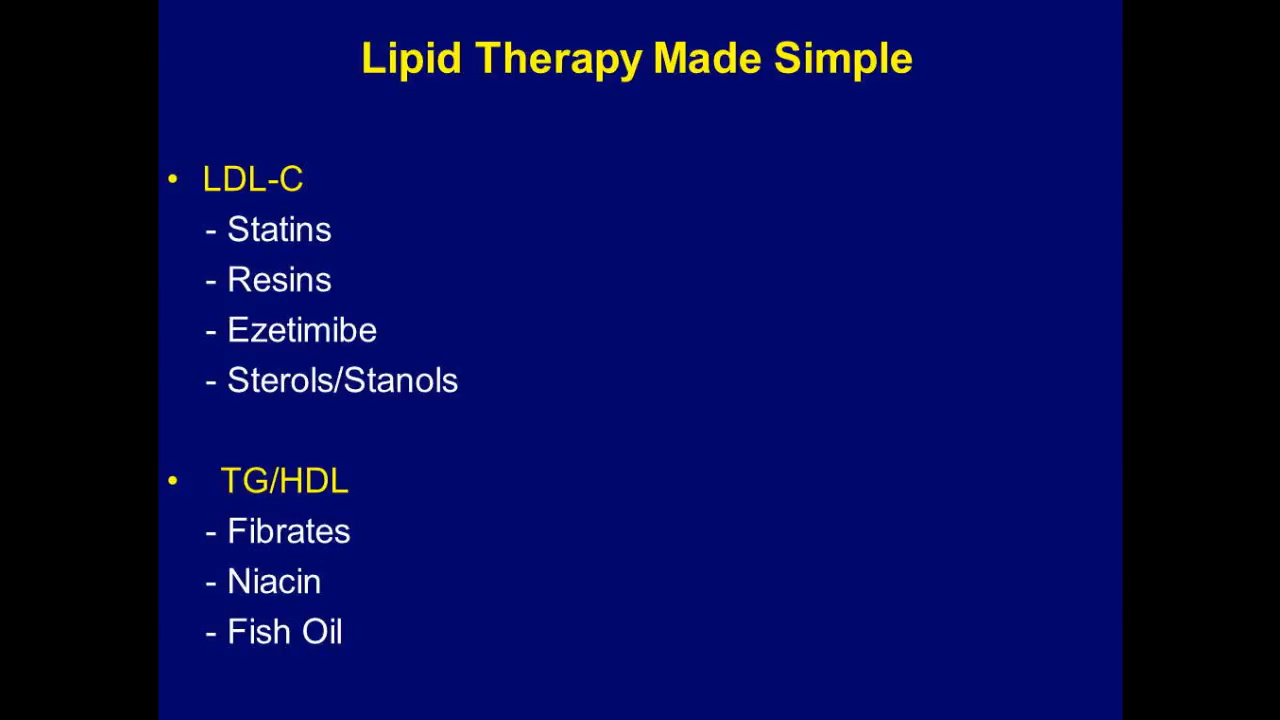 Lipid Therapy Made Simple
• LDL-C
- Statins
- Resins
- Ezetimibe
- Sterols/Stanols
• TG/HDL
- Fibrates
- Niacin
- Fish Oil